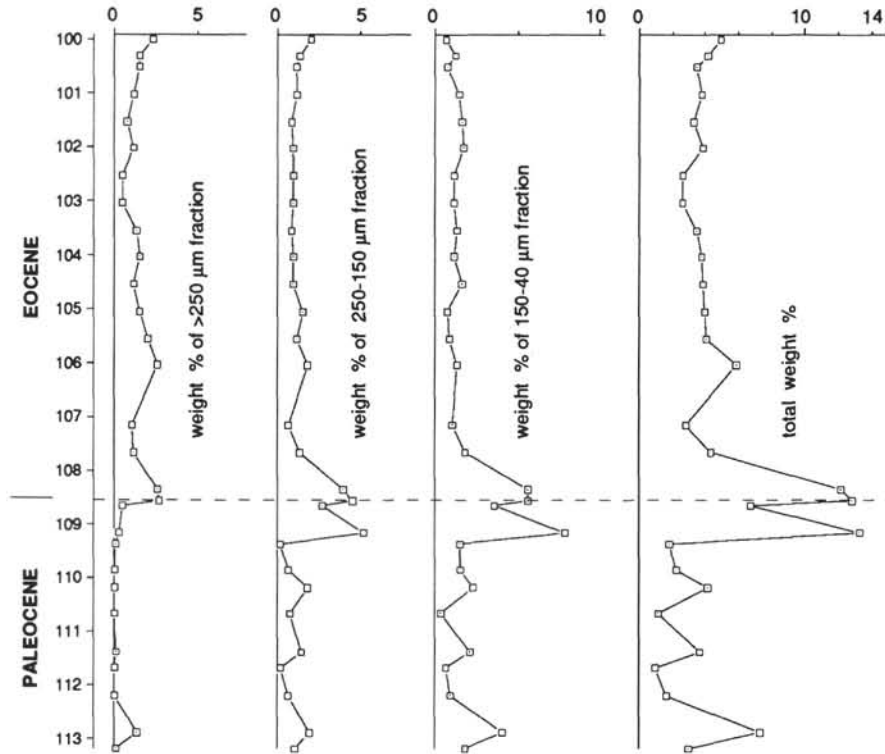 0 5
0 5
0 10
0 10 14
100
101
102
103
104
105
106
107
108
109
110
111
112
113
EOCENE
PALEOCENE
weight % of >250 µm fraction
weight % of 250-150 µm fraction
weight % of 150-40 µm fraction
total weight %